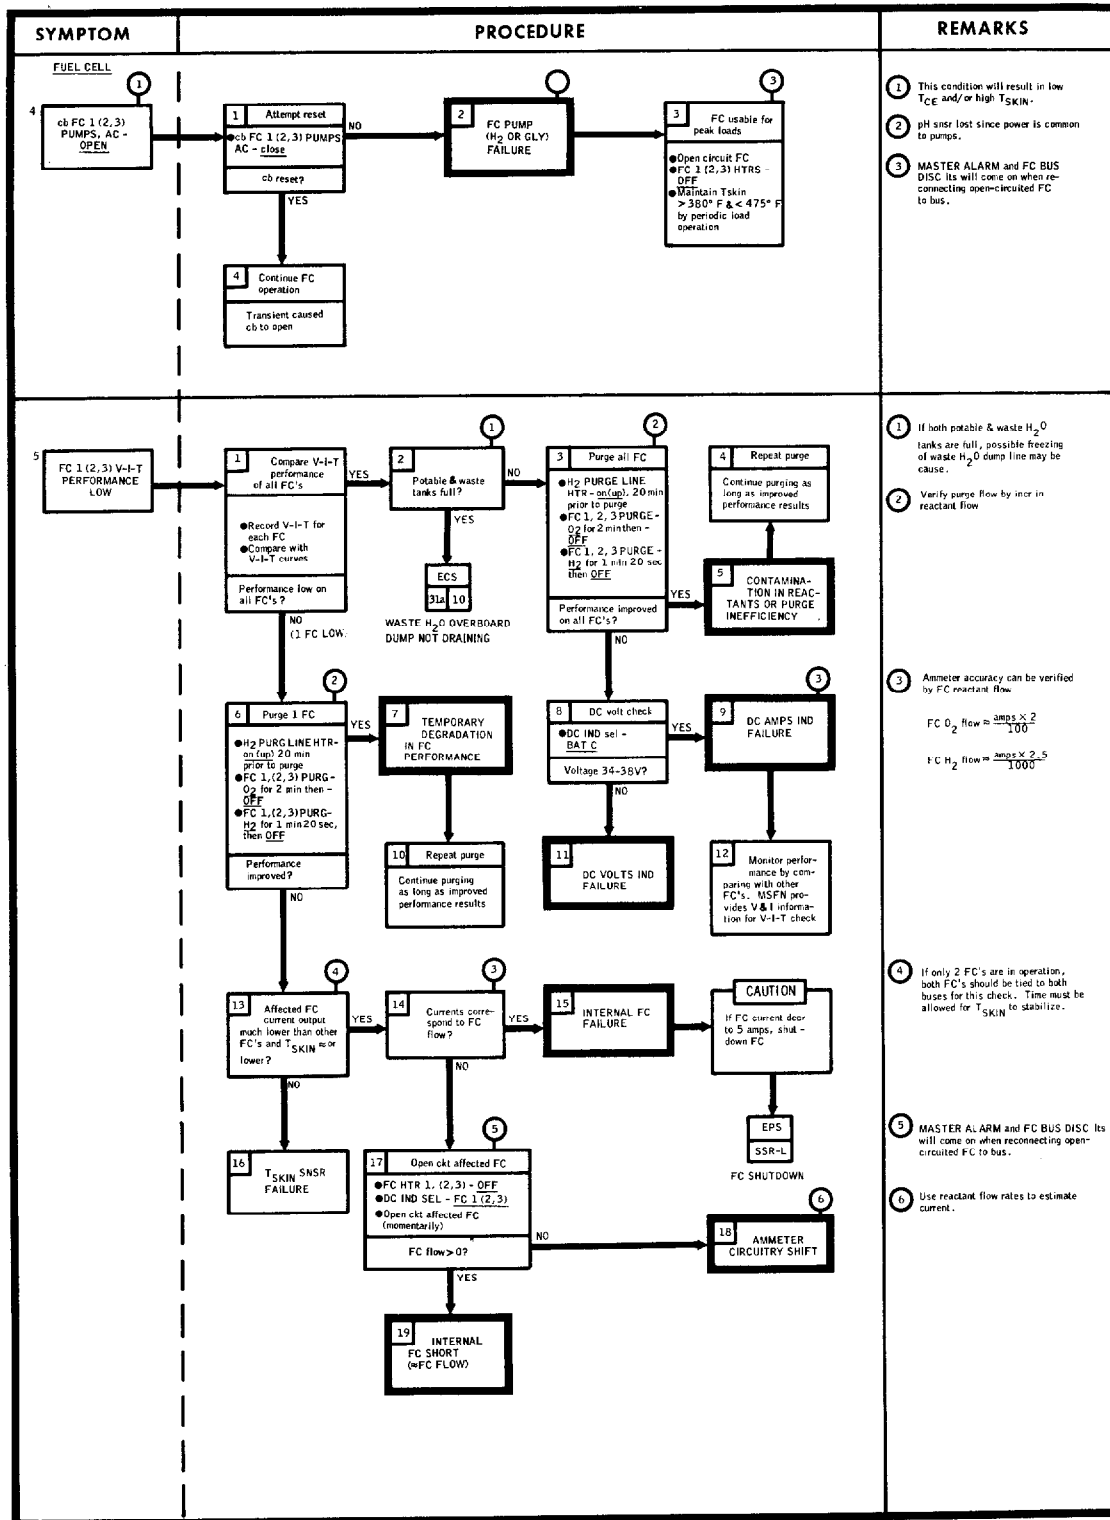 SYMPTOM
PROCEDURE
REMARKS
FUEL CELL
1
4
cb FC 1 (2,3)
PUMPS, AC -
OPEN
1
Attempt reset
●cb FC 1 (2,3) PUMPS
AC - close
cb reset?
NO
YES
2
FC PUMP
(H2 OR GLY)
FAILURE
3
3
FC usable for
peak loads
●Open circuit FC
●FC 1 (2,3) HTRS -
OFF
●Maintain Tskin
> 380° F & < 475° F
by periodic load
operation
4
Continue FC
operation
Transient caused
cb to open
1 This condition will result in low
TCE and/or high TSKIN.
2 pH snsr lost since power is common
to pumps.
3 MASTER ALARM and FC BUS
DISC lts will come on when re-
connecting open-circuited FC
to bus.
5
FC 1 (2,3) V-I-T
PERFORMANCE
LOW
1
Compare V-I-T
performance
of all FC's
●Record V-I-T for
each FC
●Compare with
V-I-T curves
Performance low on
all FC's?
YES
NO
(1 FC LOW)
1
2
Potable & waste
tanks full?
NO
YES
ECS
31a 10
WASTE H2O OVERBOARD
DUMP NOT DRAINING
2
3
Purge all FC
●H2 PURGE LINE
HTR - on(up), 20 min
prior to purge
●FC 1, 2, 3 PURGE-
O2 for 2 min then -
OFF
●FC 1, 2, 3 PURGE -
H2 for 1 min 20 sec
then OFF
Performance improved
on all FC's?
YES
NO
4
Repeat purge
Continue purging as
long as improved
performance results
5
CONTAMINA-
TION IN REAC-
TANTS OR PURGE
INEFFICIENCY
2
6
Purge 1 FC
●H2 PURG LINE HTR-
on (up) 20 min
prior to purge
●FC 1, (2,3) PURG-
O2 for 2 min then -
OFF
●FC 1, (2,3) PURG-
H2 for 1 min 20 sec,
then OFF
Performance
improved?
YES
NO
7
TEMPORARY
DEGRADATION
IN FC
PERFORMANCE
10
Repeat purge
Continue purging
as long as improved
performance results
8
DC volt check
●DC IND sel -
BAT C
Voltage 34-38V?
YES
NO
3
9
DC AMPS IND
FAILURE
11
DC VOLTS IND
FAILURE
12
Monitor perfor-
mance by com-
paring with other
FC's. MSFN pro-
vides V & I informa-
tion for V-I-T check
4
13
Affected FC
current output
much lower than other
FC's and TSKIN ≈ or
lower?
YES
NO
3
14
Currents corre-
spond to FC
flow?
YES
NO
15
INTERNAL FC
FAILURE
CAUTION
If FC current decr
to 5 amps, shut -
down FC
EPS
SSR-L
FC SHUTDOWN
16
TSKIN SNSR
FAILURE
5
17
Open ckt affected FC
●FC HTR 1, (2,3) - OFF
●DC IND SEL - FC 1 (2,3)
●Open ckt affected FC
(momentarily)
FC flow > 0?
NO
YES
6
18
AMMETER
CIRCUITRY SHIFT
19
INTERNAL
FC SHORT
(≈FC FLOW)
1 If both potable & waste H2O
tanks are full, possible freezing
of waste H2O dump line may be
cause.
2 Verify purge flow by incr in
reactant flow
3 Ammeter accuracy can be verified
by FC reactant flow
FC O2 flow ≈ amps × 2 / 100
FC H2 flow ≈ amps × 2.5 / 1000
4 If only 2 FC's are in operation,
both FC's should be tied to both
buses for this check. Time must be
allowed for TSKIN to stabilize.
5 MASTER ALARM and FC BUS DISC lts
will come on when reconnecting open-
circuited FC to bus.
6 Use reactant flow rates to estimate
current.